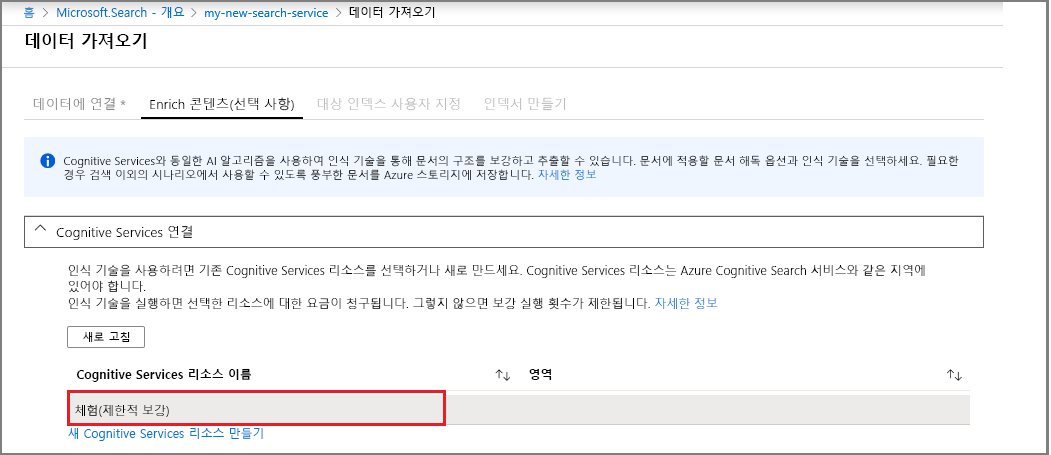 홈 > Microsoft.Search - 개요 > my-new-search-service > 데이터 가져오기
데이터 가져오기
데이터에 연결 * Enrich 콘텐츠(선택 사항) 대상 인덱스 사용자 지정 인덱서 만들기
Cognitive Services와 동일한 AI 알고리즘을 사용하여 인식 기술을 통해 문서의 구조를 보강하고 추출할 수 있습니다. 문서에 적용할 문서 해독 옵션과 인식 기술을 선택하세요. 필요한
경우 검색 이외의 시나리오에서 사용할 수 있도록 풍부한 문서를 Azure 스토리지에 저장합니다. 자세한 정보
Cognitive Services 연결
인식 기술을 사용하려면 기존 Cognitive Services 리소스를 선택하거나 새로 만드세요. Cognitive Services 리소스는 Azure Cognitive Search 서비스와 같은 지역에
있어야 합니다.
인식 기술을 실행하면 선택한 리소스에 대한 요금이 청구됩니다. 그렇지 않으면 보강 실행 횟수가 제한됩니다. 자세한 정보
새로 고침
Cognitive Services 리소스 이름 ↑↓ 영역 ↑↓
체험(제한적 보강)
새 Cognitive Services 리소스 만들기